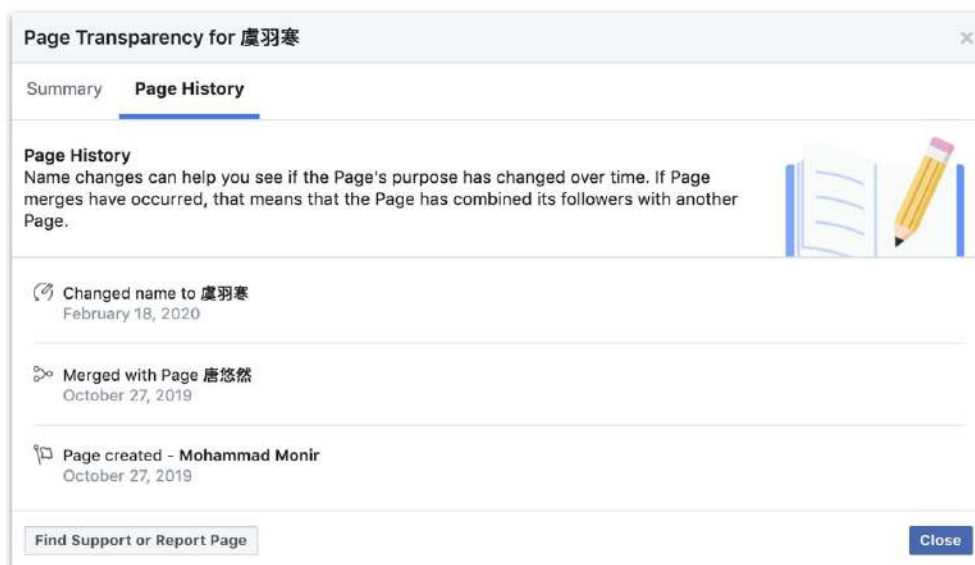 Page Transparency for 虞羽寒
Summary Page History
Page History
Name changes can help you see if the Page's purpose has changed over time. If Page
merges have occurred, that means that the Page has combined its followers with another
Page.
Changed name to 虞羽寒
February 18, 2020
Merged with Page 唐悠然
October 27, 2019
Page created - Mohammad Monir
October 27, 2019
Find Support or Report Page Close